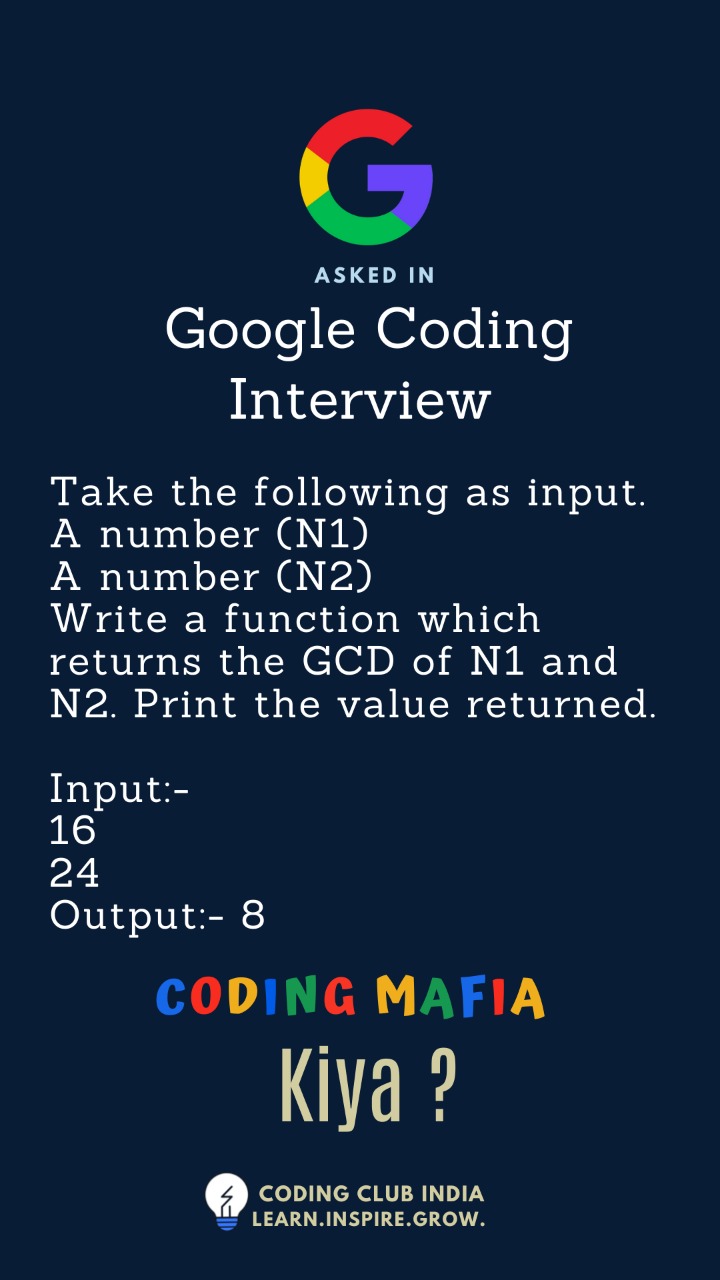 ASKED IN
Google Coding
Interview
Take the following as input.
A number (N1)
A number (N2)
Write a function which
returns the GCD of N1 and
N2. Print the value returned.
Input:-
16
24
Output:- 8
CODING MAFIA
Kiya ?
CODING CLUB INDIA
LEARN.INSPIRE.GROW.